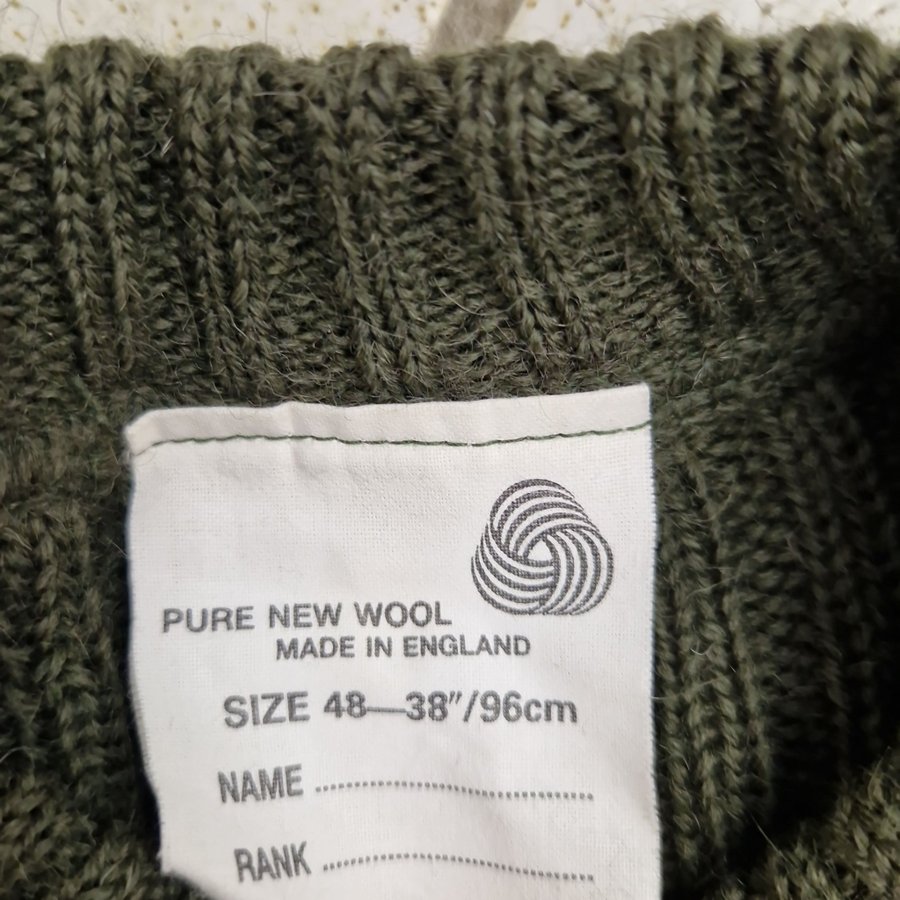 PURE NEW WOOL
MADE IN ENGLAND
SIZE 48—38"/96cm
NAME ........................................
RANK ........................................